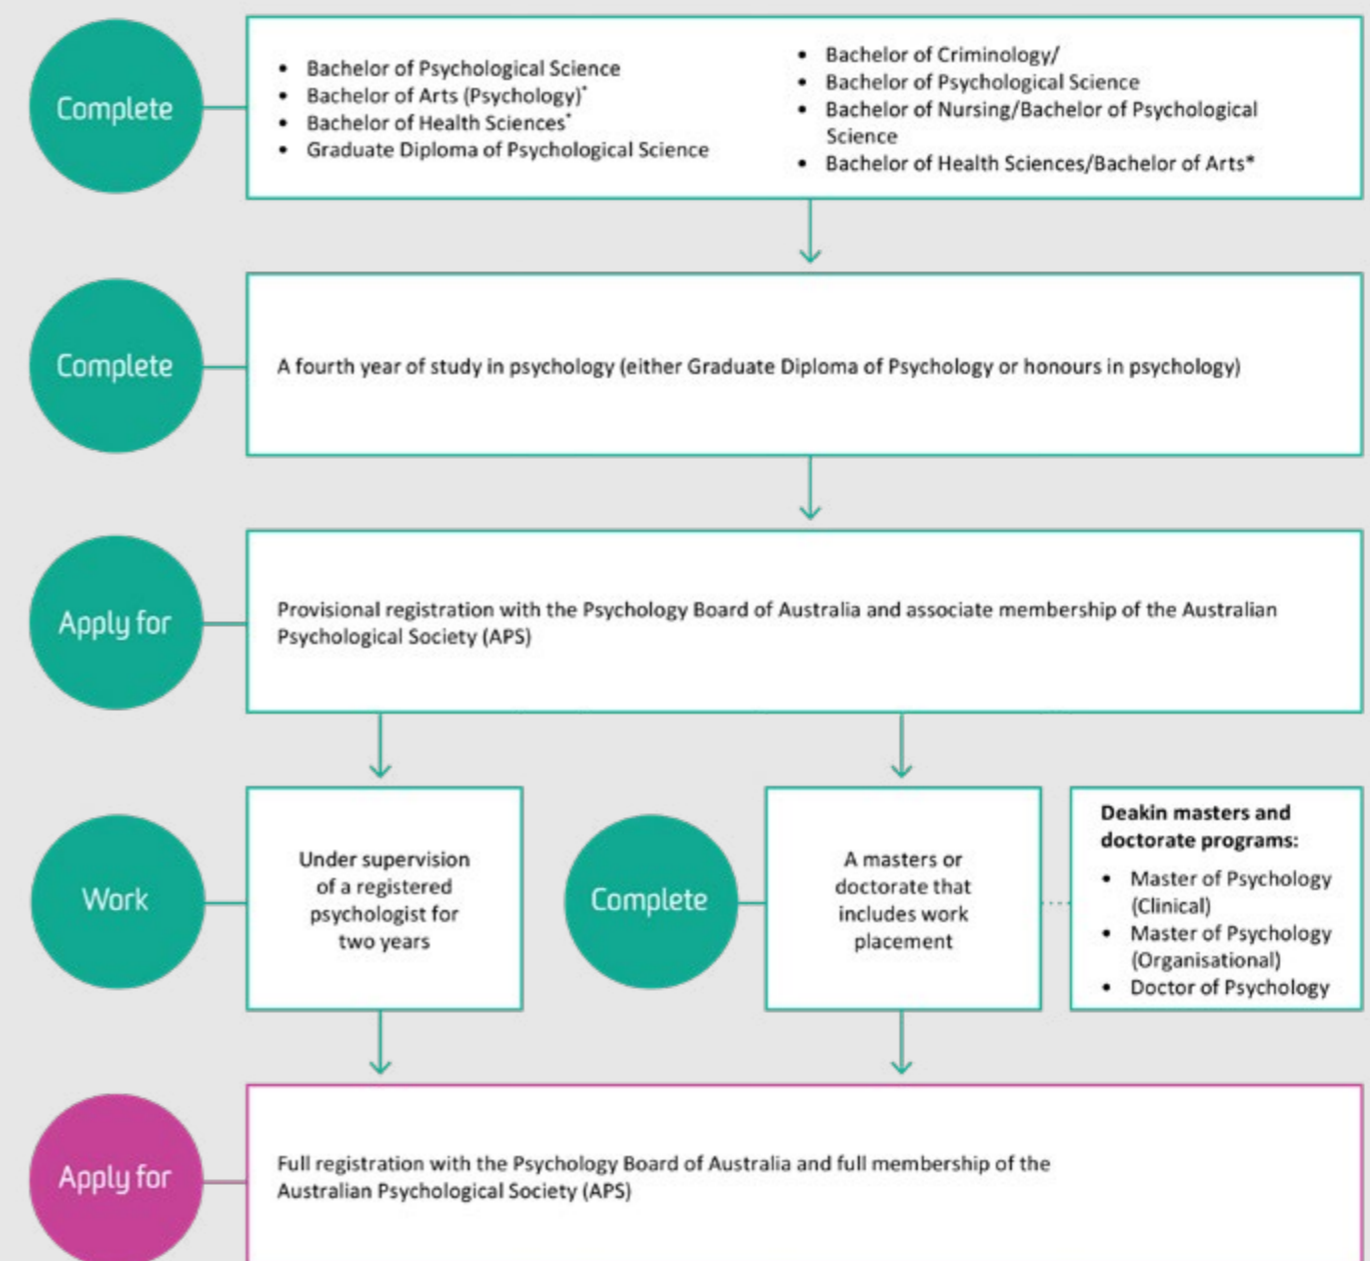 Complete
• Bachelor of Psychological Science
• Bachelor of Arts (Psychology)*
• Bachelor of Health Sciences*
• Graduate Diploma of Psychological Science
• Bachelor of Criminology/
• Bachelor of Psychological Science
• Bachelor of Nursing/Bachelor of Psychological
Science
• Bachelor of Health Sciences/Bachelor of Arts*
Complete
A fourth year of study in psychology (either Graduate Diploma of Psychology or honours in psychology)
Apply for
Provisional registration with the Psychology Board of Australia and associate membership of the Australian
Psychological Society (APS)
Work
Under supervision
of a registered
psychologist for
two years
Complete
A masters or
doctorate that
includes work
placement
Deakin masters and
doctorate programs:
• Master of Psychology
(Clinical)
• Master of Psychology
(Organisational)
• Doctor of Psychology
Apply for
Full registration with the Psychology Board of Australia and full membership of the
Australian Psychological Society (APS)